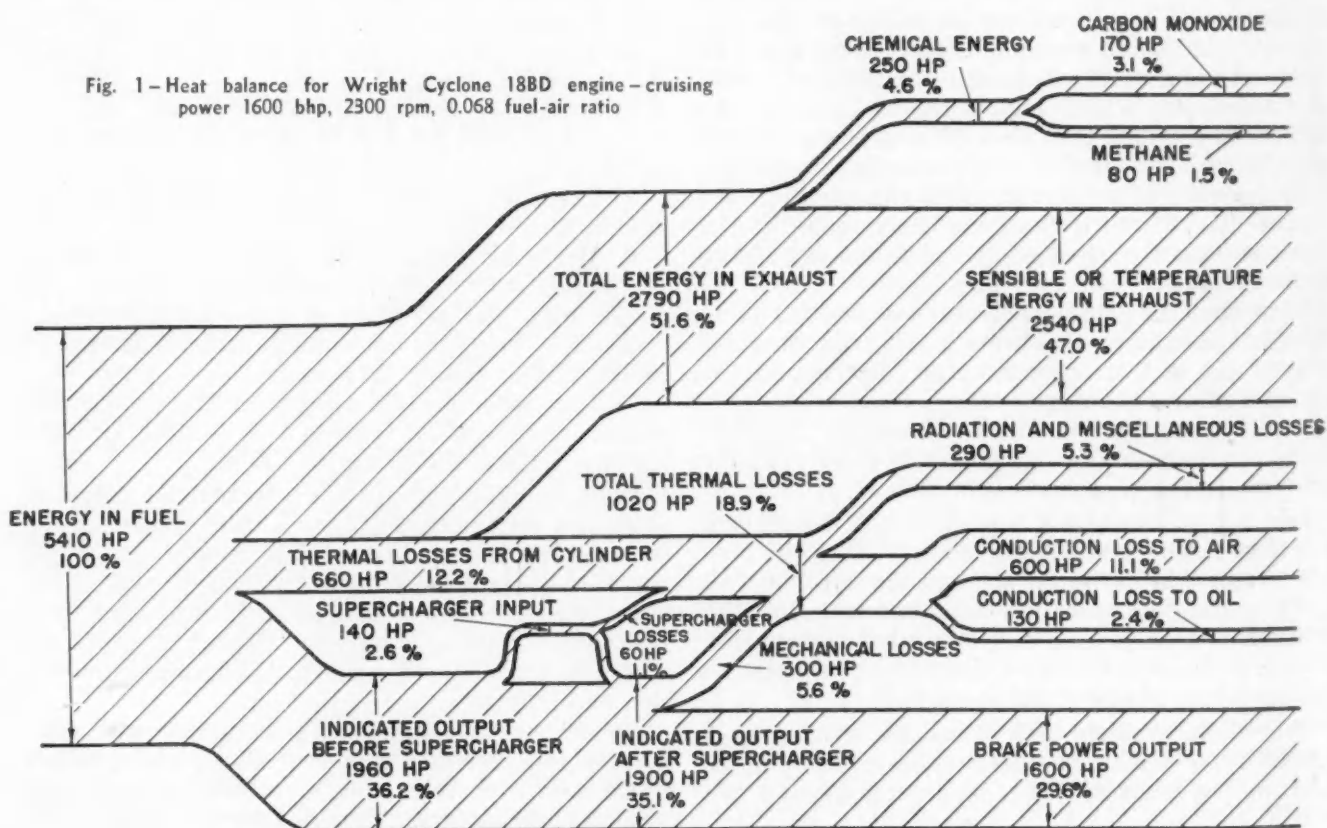 Fig. 1 – Heat balance for Wright Cyclone 18BD engine – cruising
power 1600 bhp, 2300 rpm, 0.068 fuel-air ratio
CARBON MONOXIDE
170 HP
3.1 %
CHEMICAL ENERGY
250 HP
4.6 %
METHANE
80 HP 1.5 %
TOTAL ENERGY IN EXHAUST
2790 HP
51.6 %
SENSIBLE OR TEMPERATURE
ENERGY IN EXHAUST
2540 HP
47.0 %
RADIATION AND MISCELLANEOUS LOSSES
290 HP 5.3 %
TOTAL THERMAL LOSSES
1020 HP 18.9 %
ENERGY IN FUEL
5410 HP
100 %
THERMAL LOSSES FROM CYLINDER
660 HP 12.2 %
CONDUCTION LOSS TO AIR
600 HP 11.1 %
SUPERCHARGER INPUT
140 HP
2.6 %
SUPERCHARGER
LOSSES
60 HP
1.1 %
CONDUCTION LOSS TO OIL
130 HP 2.4 %
MECHANICAL LOSSES
300 HP
5.6 %
INDICATED OUTPUT
BEFORE SUPERCHARGER
1960 HP
36.2 %
INDICATED OUTPUT
AFTER SUPERCHARGER
1900 HP
35.1 %
BRAKE POWER OUTPUT
1600 HP
29.6 %